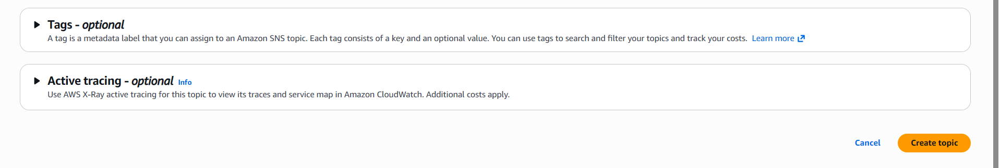 Tags - optional
A tag is a metadata label that you can assign to an Amazon SNS topic. Each tag consists of a key and an optional value. You can use tags to search and filter your topics and track your costs. Learn more
Active tracing - optional Info
Use AWS X-Ray active tracing for this topic to view its traces and service map in Amazon CloudWatch. Additional costs apply.
Cancel Create topic